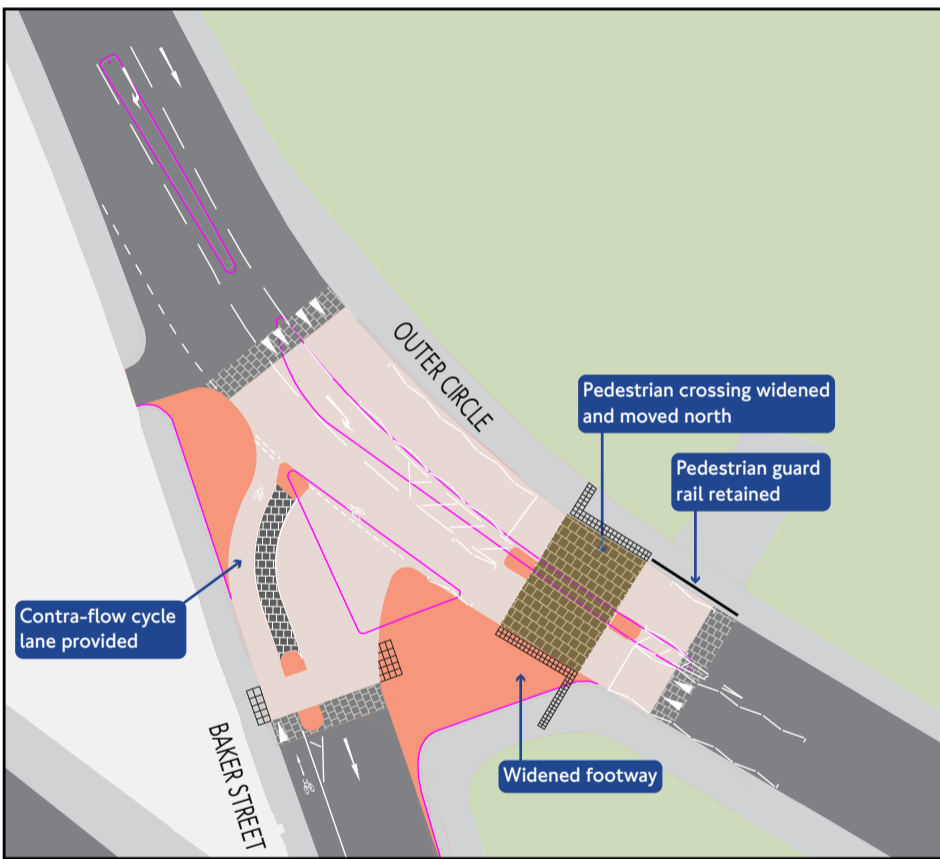 OUTER CIRCLE
Pedestrian crossing widened
and moved north
Pedestrian guard
rail retained
Contra-flow cycle
lane provided
Widened footway
BAKER STREET